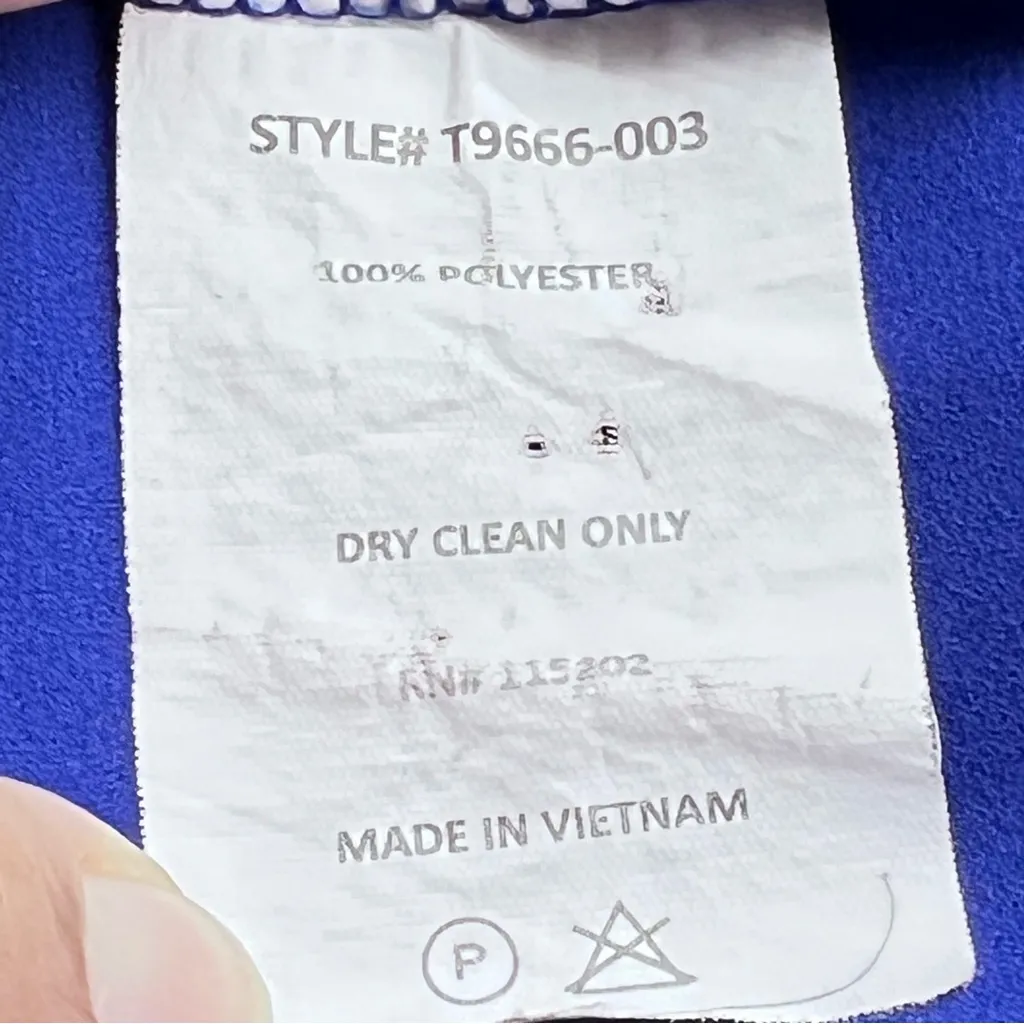 STYLE# T9666-003
100% POLYESTER
DRY CLEAN ONLY
RN# 115202
MADE IN VIETNAM
P